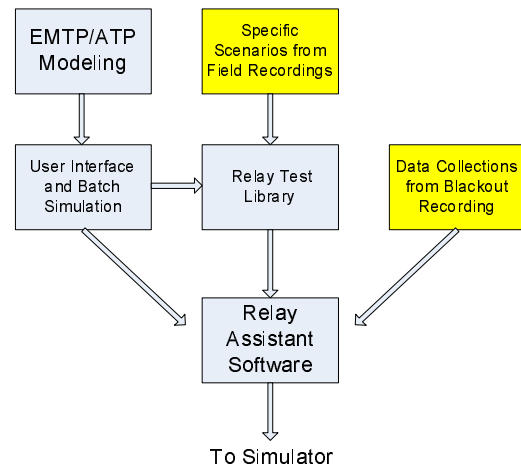 EMTP/ATP
Modeling
Specific
Scenarios from
Field Recordings
User Interface
and Batch
Simulation
Relay Test
Library
Data Collections
from Blackout
Recording
Relay
Assistant
Software
To Simulator